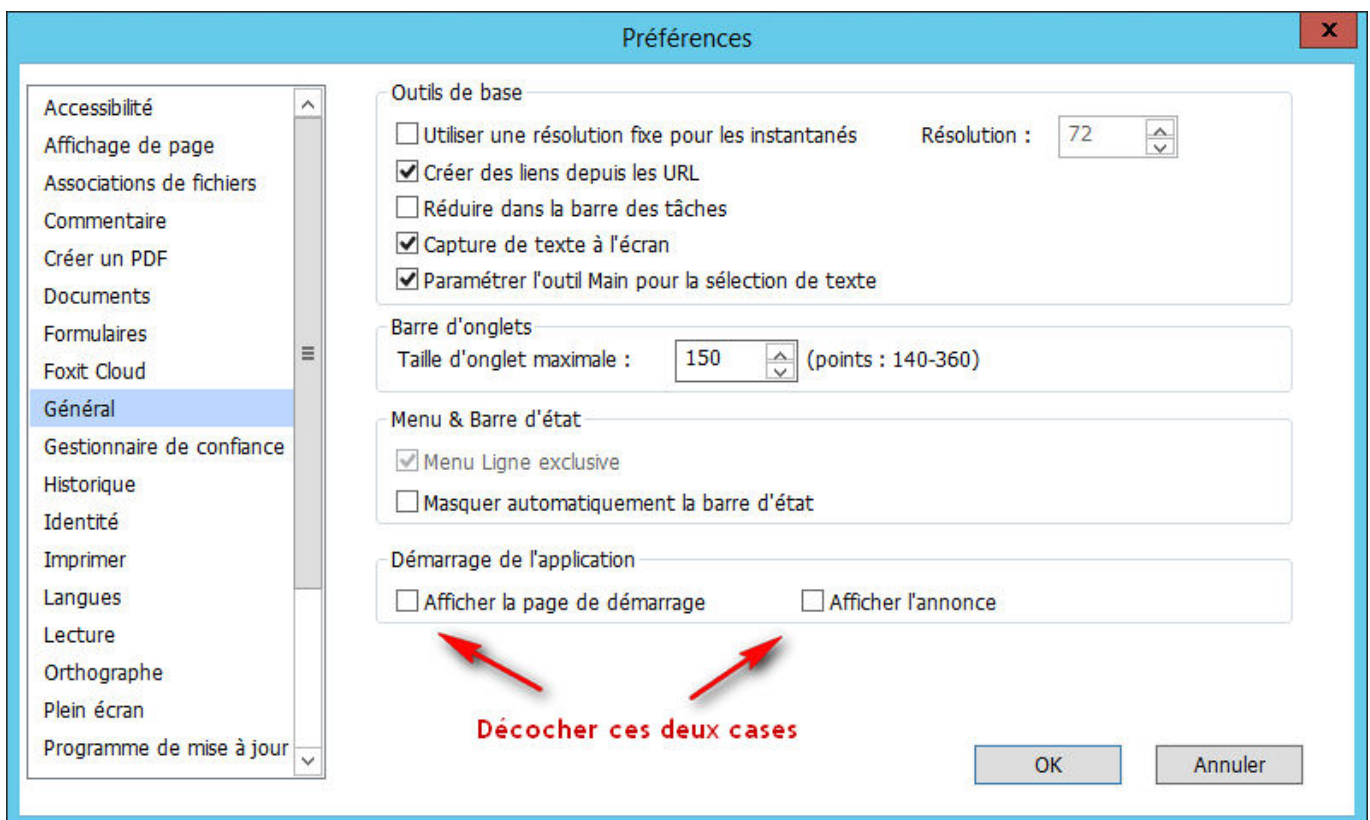 Préférences
x
Accessibilité
Affichage de page
Associations de fichiers
Commentaire
Créer un PDF
Documents
Formulaires
Foxit Cloud
Général
Gestionnaire de confiance
Historique
Identité
Imprimer
Langues
Lecture
Orthographe
Plein écran
Programme de mise à jour
Outils de base
Utiliser une résolution fixe pour les instantanés Résolution : 72
Créer des liens depuis les URL
Réduire dans la barre des tâches
Capture de texte à l'écran
Paramétrer l'outil Main pour la sélection de texte
Barre d'onglets
Taille d'onglet maximale : 150 (points : 140-360)
Menu & Barre d'état
Menu Ligne exclusive
Masquer automatiquement la barre d'état
Démarrage de l'application
Afficher la page de démarrage Afficher l'annonce
Décocher ces deux cases
OK Annuler